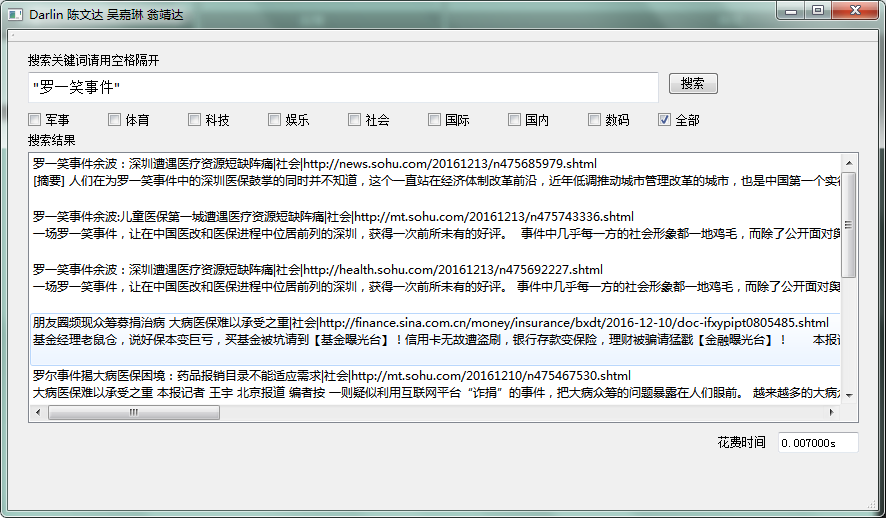 Darlin 陈文达 吴嘉琳 翁靖达
搜索关键词请用空格隔开
"罗一笑事件"
搜索
军事 体育 科技 娱乐 社会 国际 国内 数码 全部
搜索结果
罗一笑事件余波：深圳遭遇医疗资源短缺阵痛|社会|http://news.sohu.com/20161213/n475685979.shtml
[摘要] 人们在为罗一笑事件中的深圳医保鼓掌的同时并不知道，这个一直站在经济体制改革前沿，近年低调推动城市管理改革的城市，也是中国第一个实
罗一笑事件余波:儿童医保第一城遭遇医疗资源短缺阵痛|社会|http://mt.sohu.com/20161213/n475743336.shtml
一场罗一笑事件，让在中国医改和医保进程中位居前列的深圳，获得一次前所未有的好评。 事件中几乎每一方的社会形象都一地鸡毛，而除了公开面对舆
罗一笑事件余波：深圳遭遇医疗资源短缺阵痛|社会|http://health.sohu.com/20161213/n475692227.shtml
一场罗一笑事件，让在中国医改和医保进程中位居前列的深圳，获得一次前所未有的好评。 事件中几乎每一方的社会形象都一地鸡毛，而除了公开面对舆
朋友圈频现众筹募捐治病 大病医保难以承受之重|社会|http://finance.sina.com.cn/money/insurance/bxdt/2016-12-10/doc-ifxypipt0805485.shtml
基金经理老鼠仓，说好保本变巨亏，买基金被坑请到【基金曝光台】！信用卡无故遭盗刷，银行存款变保险，理财被骗请猛戳【金融曝光台】！ 本报记
罗尔事件揭大病医保困境：药品报销目录不能适应需求|社会|http://mt.sohu.com/20161210/n475467530.shtml
大病医保难以承受之重 本报记者 王宇 北京报道 编者按 一则疑似利用互联网平台“诈捐”的事件，把大病众筹的问题暴露在人们眼前。 越来越多的大病众
花费时间 0.007000s